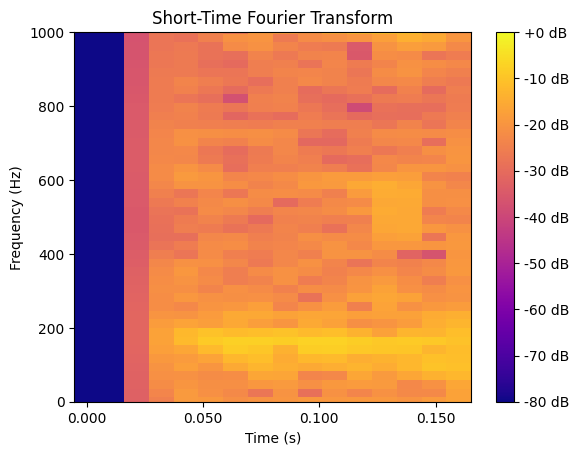 Short-Time Fourier Transform
Frequency (Hz)
1000
800
600
400
200
0
0.000
0.050
0.100
0.150
Time (s)
+0 dB
-10 dB
-20 dB
-30 dB
-40 dB
-50 dB
-60 dB
-70 dB
-80 dB